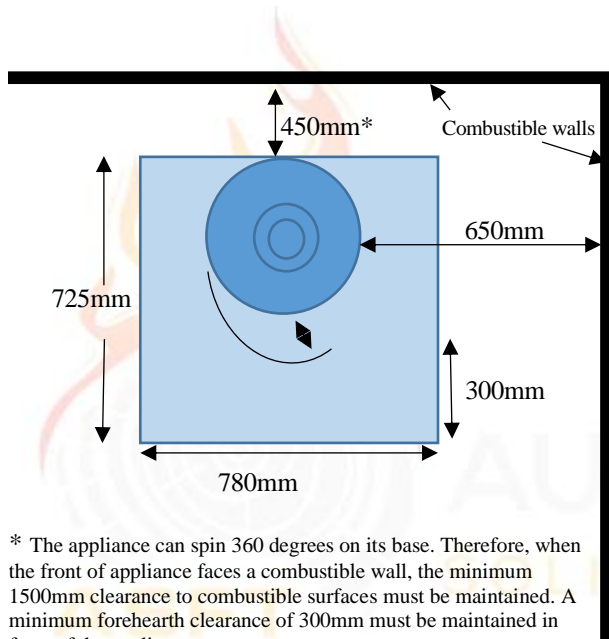 450mm*
Combustible walls
650mm
725mm
300mm
780mm
* The appliance can spin 360 degrees on its base. Therefore, when
the front of appliance faces a combustible wall, the minimum
1500mm clearance to combustible surfaces must be maintained. A
minimum forehearth clearance of 300mm must be maintained in
AU